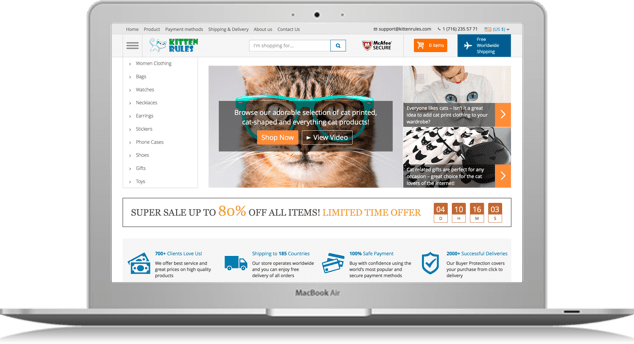 Home Product Payment methods Shipping & Delivery About us Contact Us
support@kittenrules.com 1 (716) 235 57 71 (US $)
KITTEN
RULES
I'm shopping for...
McAfee
SECURE
0 items
Free
Worldwide
Shipping
Women Clothing
Bags
Watches
Necklaces
Earrings
Stickers
Phone Cases
Shoes
Gifts
Toys
Browse our adorable selection of cat printed,
cat-shaped and everything cat products!
Shop Now
► View Video
Everyone likes cats – isn't it a great
idea to add cat print clothing to your
wardrobe?
Cat related gifts are perfect for any
occasion – great choice for the cat
lovers of the Internet!
SUPER SALE UP TO 80% OFF ALL ITEMS! LIMITED TIME OFFER
04 10 16 03
D H M S
700+ Clients Love Us!
We offer best service and
great prices on high quality
products
Shipping to 185 Countries
Our store operates worldwide
and you can enjoy free
delivery of all orders
100% Safe Payment
Buy with confidence using the
world's most popular and
secure payment methods
2000+ Successful Deliveries
Our Buyer Protection covers
your purchase from click to
delivery
MacBook Air